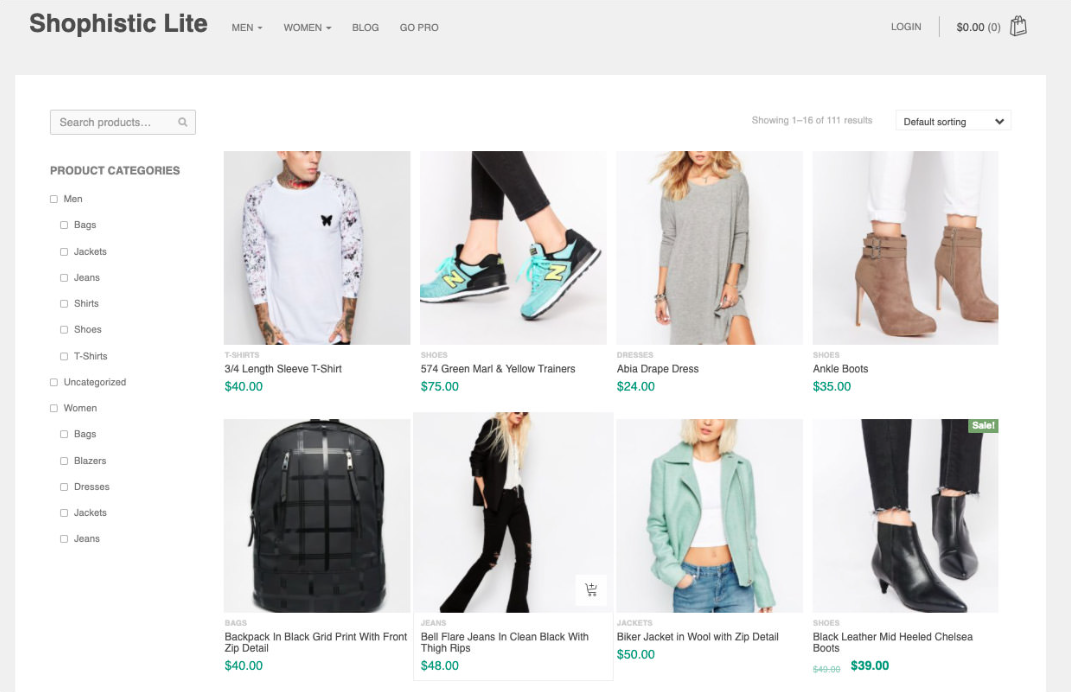 Shophistic Lite
MEN
WOMEN
BLOG
GO PRO
LOGIN
$0.00 (0)
Search products...
Showing 1–16 of 111 results
Default sorting
PRODUCT CATEGORIES
Men
Bags
Jackets
Jeans
Shirts
Shoes
T-Shirts
Uncategorized
Women
Bags
Blazers
Dresses
Jackets
Jeans
T-SHIRTS
3/4 Length Sleeve T-Shirt
$40.00
N
N
SHOES
574 Green Marl & Yellow Trainers
$75.00
DRESSES
Abia Drape Dress
$24.00
SHOES
Ankle Boots
$35.00
BAGS
Backpack In Black Grid Print With Front
Zip Detail
$40.00
JEANS
Bell Flare Jeans In Clean Black With
Thigh Rips
$48.00
JACKETS
Biker Jacket in Wool with Zip Detail
$50.00
Sale!
SHOES
Black Leather Mid Heeled Chelsea
Boots
$49.00 $39.00